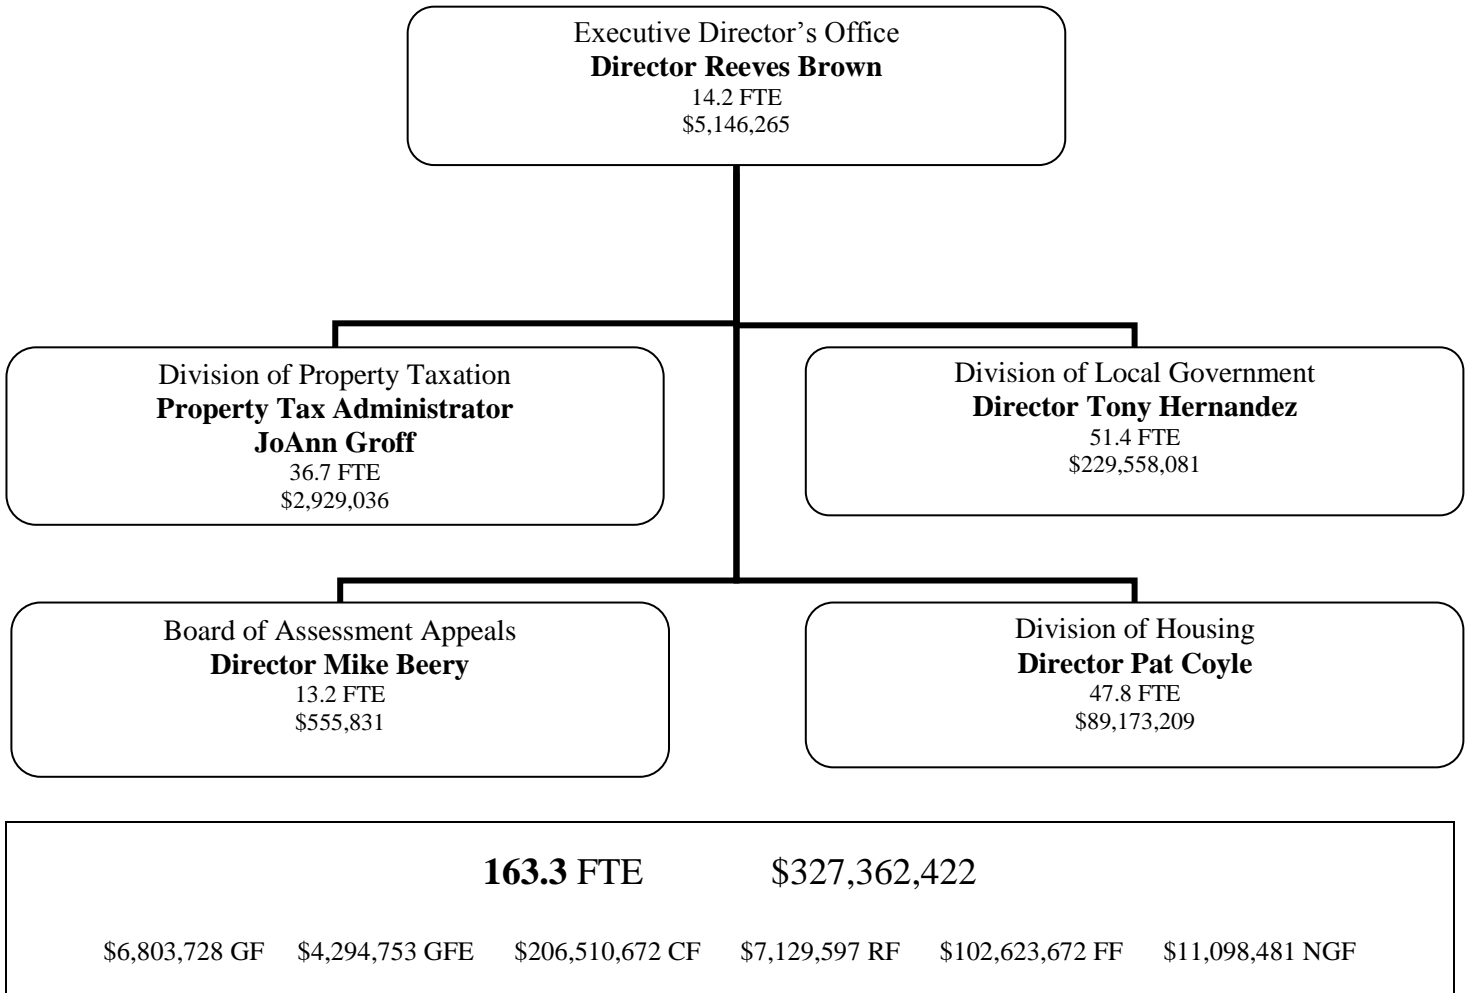 Executive Director’s Office
Director Reeves Brown
14.2 FTE
$5,146,265
Division of Property Taxation
Property Tax Administrator
JoAnn Groff
36.7 FTE
$2,929,036
Division of Local Government
Director Tony Hernandez
51.4 FTE
$229,558,081
Board of Assessment Appeals
Director Mike Beery
13.2 FTE
$555,831
Division of Housing
Director Pat Coyle
47.8 FTE
$89,173,209
163.3 FTE $327,362,422
$6,803,728 GF $4,294,753 GFE $206,510,672 CF $7,129,597 RF $102,623,672 FF $11,098,481 NGF